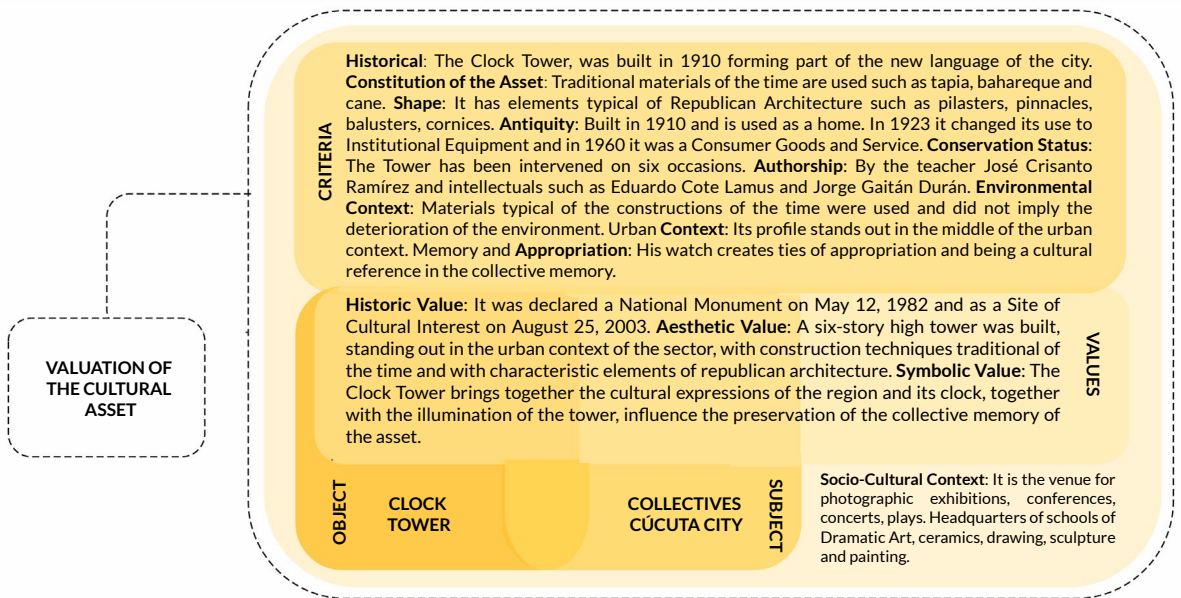 VALUATION OF
THE CULTURAL
ASSET
CRITERIA
Historical: The Clock Tower, was built in 1910 forming part of the new language of the city.
Constitution of the Asset: Traditional materials of the time are used such as tapia, bahareque and
cane. Shape: It has elements typical of Republican Architecture such as pilasters, pinnacles,
balusters, cornices. Antiquity: Built in 1910 and is used as a home. In 1923 it changed its use to
Institutional Equipment and in 1960 it was a Consumer Goods and Service. Conservation Status:
The Tower has been intervened on six occasions. Authorship: By the teacher José Crisanto
Ramírez and intellectuals such as Eduardo Cote Lamus and Jorge Gaitán Durán. Environmental
Context: Materials typical of the constructions of the time were used and did not imply the
deterioration of the environment. Urban Context: Its profile stands out in the middle of the urban
context. Memory and Appropriation: His watch creates ties of appropriation and being a cultural
reference in the collective memory.
Historic Value: It was declared a National Monument on May 12, 1982 and as a Site of
Cultural Interest on August 25, 2003. Aesthetic Value: A six-story high tower was built,
standing out in the urban context of the sector, with construction techniques traditional of
the time and with characteristic elements of republican architecture. Symbolic Value: The
Clock Tower brings together the cultural expressions of the region and its clock, together
with the illumination of the tower, influence the preservation of the collective memory of
the asset.
VALUES
OBJECT
CLOCK
TOWER
COLLECTIVES
CÚCUTA CITY
SUBJECT
Socio-Cultural Context: It is the venue for
photographic exhibitions, conferences,
concerts, plays. Headquarters of schools of
Dramatic Art, ceramics, drawing, sculpture
and painting.